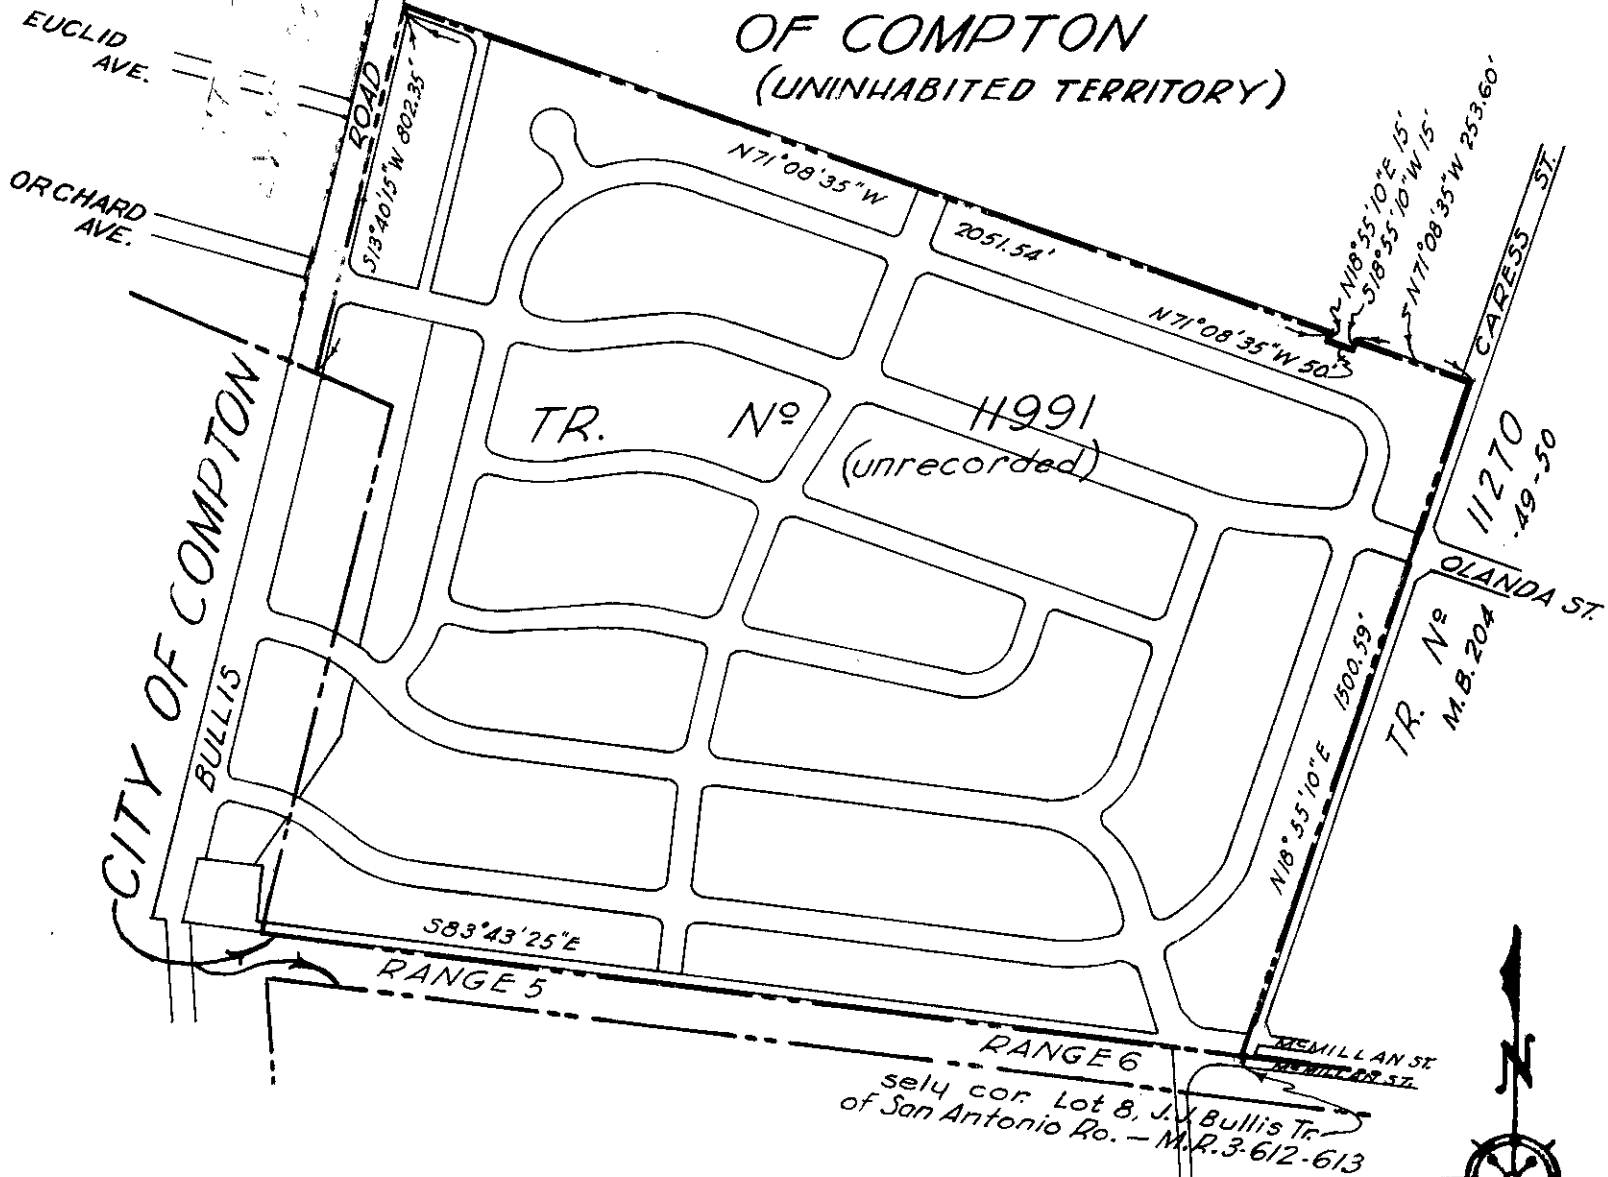 OF COMPTON
(UNINHABITED TERRITORY)
EUCLID
AVE.
ORCHARD
AVE.
ROAD
S13°40'15"W 802.35'
N71°08'35"W
2051.54'
N71°08'35"W 50'
N18°55'10"E 15'
S18°55'10"W 15'
N71°08'35"W 253.60'
CARESS ST.
TR. Nº 11991
(unrecorded)
11270
49-50
OLANDA ST.
TR. Nº
M.B. 204
1500.59'
N18°55'10"E
CITY OF COMPTON
BULLIS
S83°43'25"E
RANGE 5
RANGE 6
McMILLAN ST.
McMILLAN ST.
sely cor. Lot 8, J.J. Bullis Tr.
of San Antonio Ro. - M.R.3-612-613
N